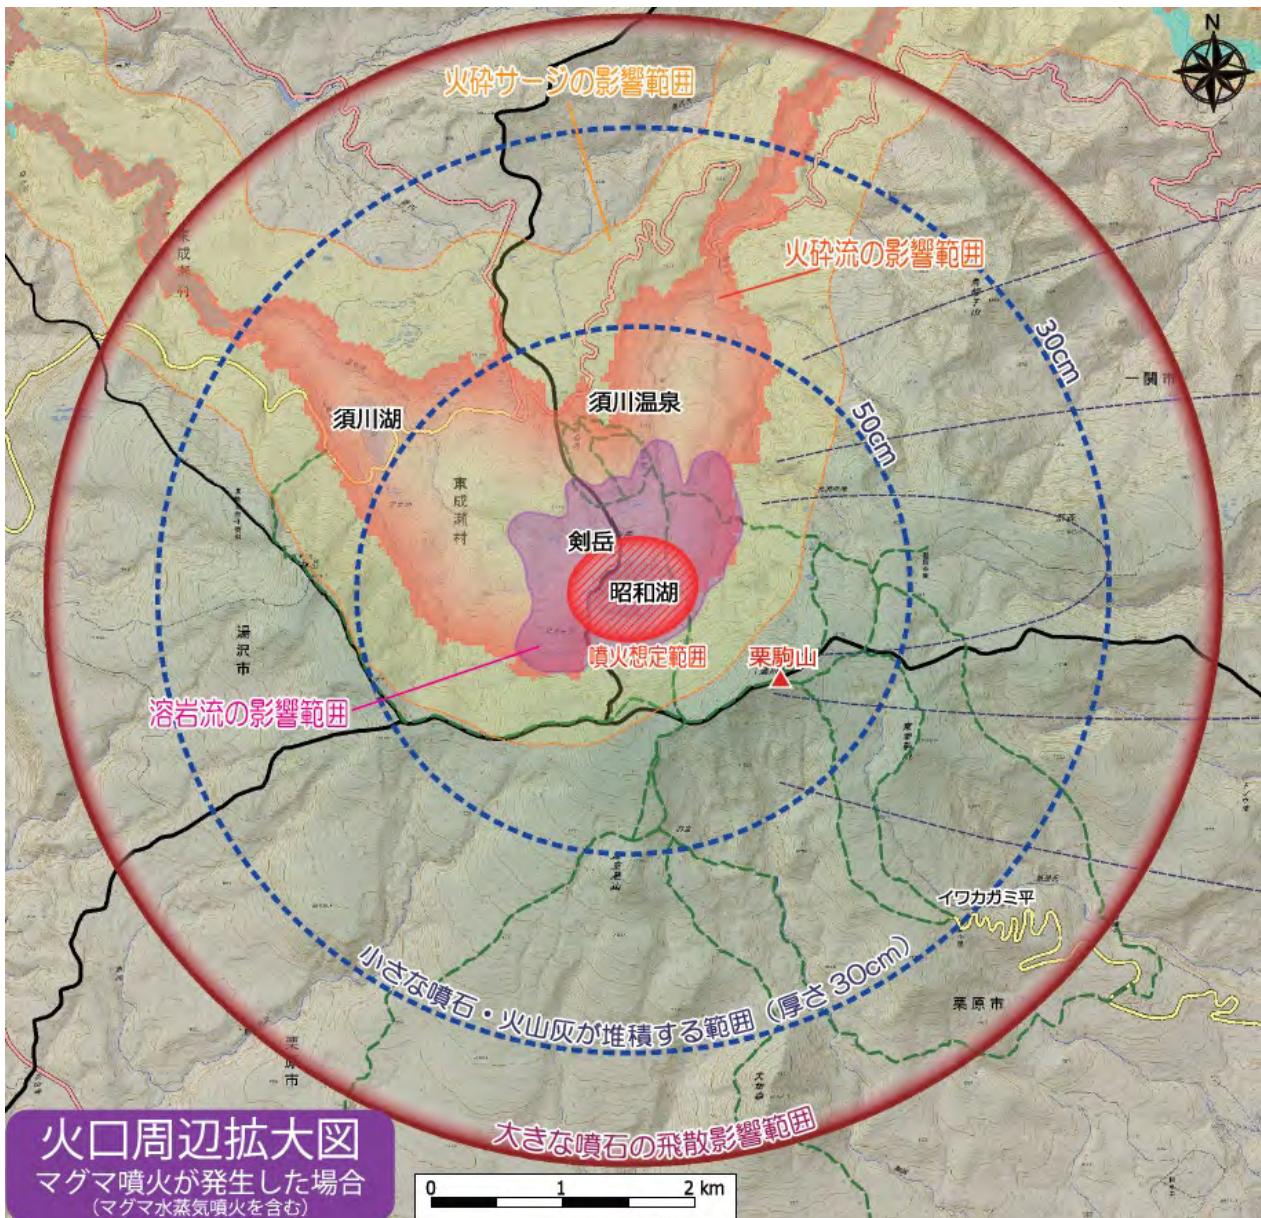 N
火砕サージの影響範囲
火砕流の影響範囲
30cm
一関市
50cm
須川温泉
須川湖
東成瀬村
東成瀬村
剣岳
昭和湖
噴火想定範囲
栗駒山
湯沢市
溶岩流の影響範囲
イワカガミ平
栗原市
小さな噴石・火山灰が堆積する範囲（厚さ30cm）
栗原市
大きな噴石の飛散影響範囲
火口周辺拡大図
マグマ噴火が発生した場合
（マグマ水蒸気噴火を含む）
0 1 2 km